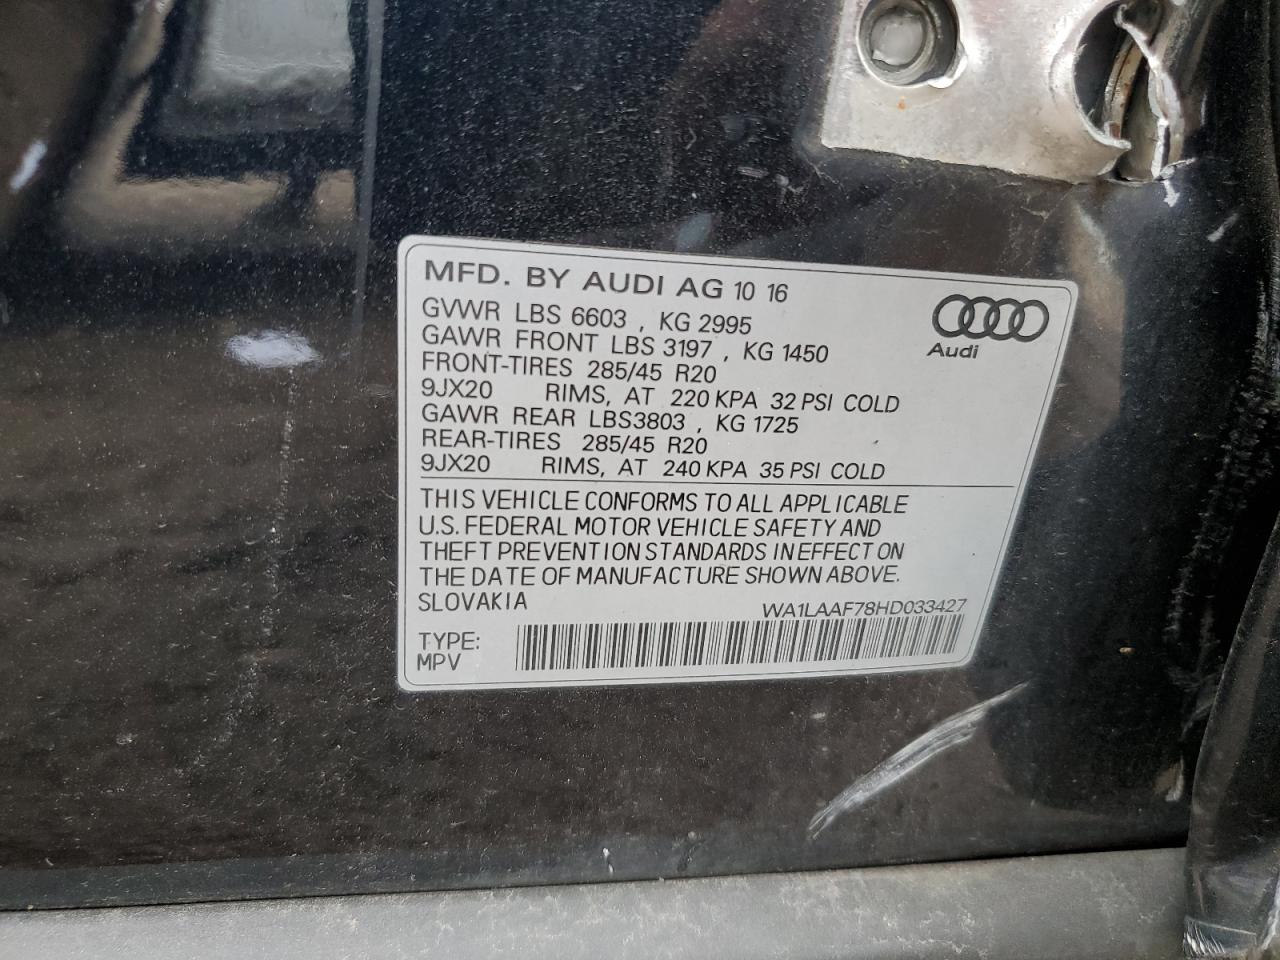 MFD. BY AUDI AG 10 16
GVWR LBS 6603 , KG 2995
GAWR FRONT LBS 3197 , KG 1450
FRONT-TIRES 285/45 R20
9JX20 RIMS, AT 220 KPA 32 PSI COLD
GAWR REAR LBS3803 , KG 1725
REAR-TIRES 285/45 R20
9JX20 RIMS, AT 240 KPA 35 PSI COLD
Audi
THIS VEHICLE CONFORMS TO ALL APPLICABLE
U.S. FEDERAL MOTOR VEHICLE SAFETY AND
THEFT PREVENTION STANDARDS IN EFFECT ON
THE DATE OF MANUFACTURE SHOWN ABOVE.
SLOVAKIA WA1LAAF78HD033427
TYPE:
MPV